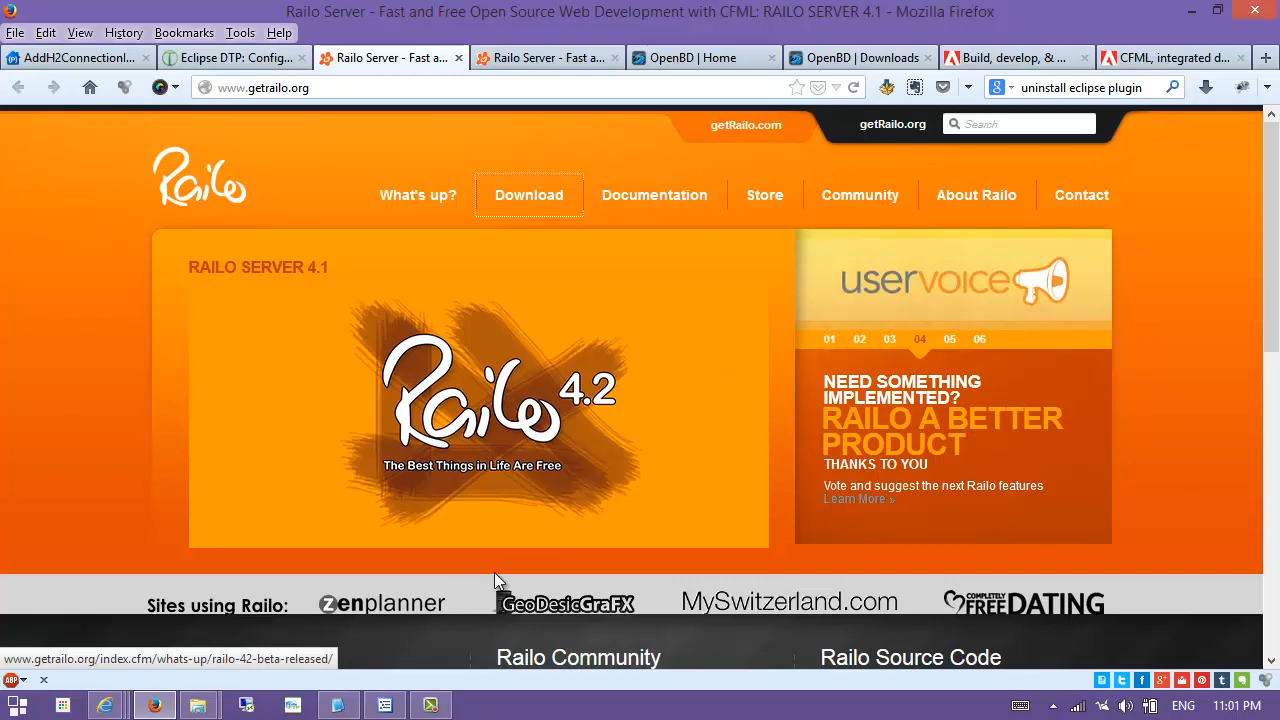 Railo Server - Fast and Free Open Source Web Development with CFML: RAILO SERVER 4.1 - Mozilla Firefox
File Edit View History Bookmarks Tools Help
AddH2Connectionl...
Eclipse DTP: Config...
Railo Server - Fast a...
Railo Server - Fast a...
OpenBD | Home
OpenBD | Downloads
Build, develop, & ...
CFML, integrated d...
www.getrailo.org
uninstall eclipse plugin
getRailo.com
getRailo.org
Search
Railo
What's up?
Download
Documentation
Store
Community
About Railo
Contact
RAILO SERVER 4.1
Railo 4.2
The Best Things in Life Are Free
uservoice
01 02 03 04 05 06
NEED SOMETHING
IMPLEMENTED?
RAILO A BETTER
PRODUCT
THANKS TO YOU
Vote and suggest the next Railo features
Learn More »
Sites using Railo:
zenplanner
GeoDesicGraFX
MySwitzerland.com
COMPLETELY
FREE DATING
Railo Community
Railo Source Code
www.getrailo.org/index.cfm/whats-up/railo-42-beta-released/
ABP
ENG
11:01 PM